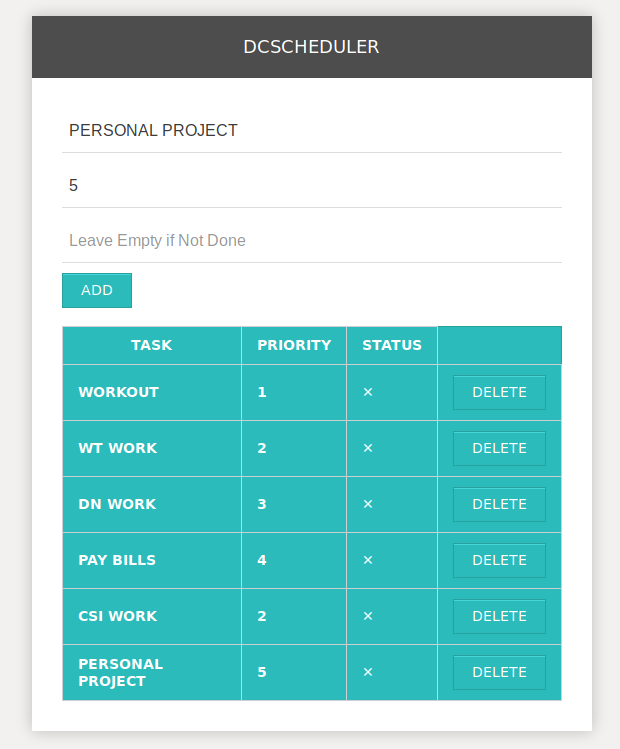 DCSCHEDULER
PERSONAL PROJECT
5
Leave Empty if Not Done
ADD
TASK PRIORITY STATUS
WORKOUT 1 × DELETE
WT WORK 2 × DELETE
DN WORK 3 × DELETE
PAY BILLS 4 × DELETE
CSI WORK 2 × DELETE
PERSONAL
PROJECT 5 × DELETE